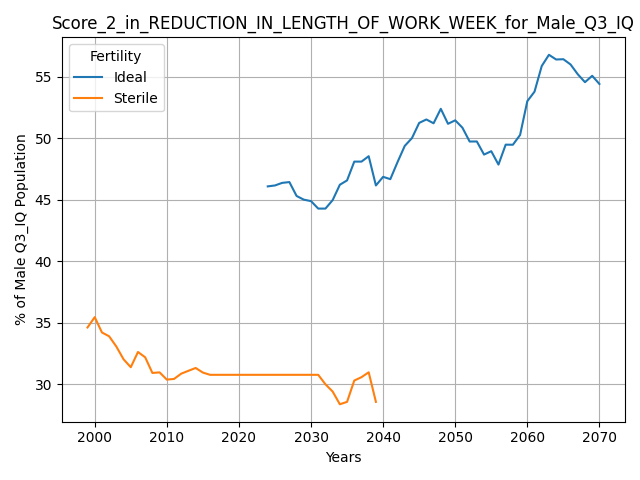 Score_2_in_REDUCTION_IN_LENGTH_OF_WORK_WEEK_for_Male_Q3_IQ
Fertility
Ideal
Sterile
% of Male Q3_IQ Population
55
50
45
40
35
30
2000 2010 2020 2030 2040 2050 2060 2070
Years